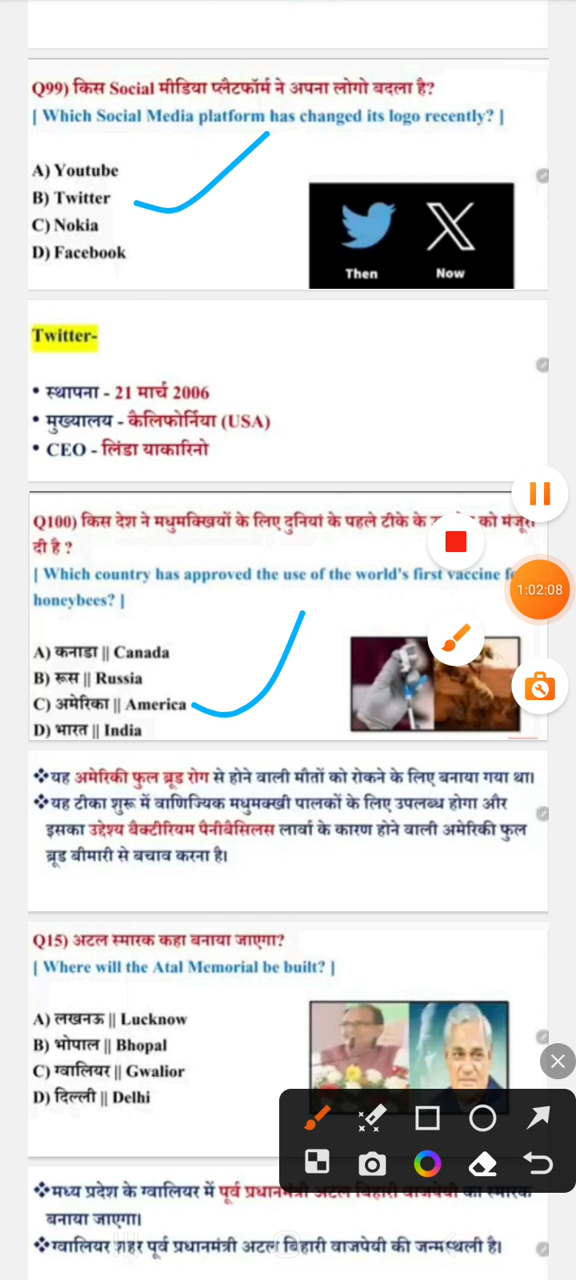 Q99) किस Social मीडिया प्लैटफॉर्म ने अपना लोगो बदला है?
[ Which Social Media platform has changed its logo recently? ]
A) Youtube
B) Twitter
C) Nokia
D) Facebook
Then Now
Twitter-
• स्थापना - 21 मार्च 2006
• मुख्यालय - कैलिफोर्निया (USA)
• CEO - लिंडा याकारिनो
Q100) किस देश ने मधुमक्खियों के लिए दुनियां के पहले टीके के को मंजूरी
दी है ?
[ Which country has approved the use of the world's first vaccine
1:02:08
honeybees? ]
A) कनाडा || Canada
B) रूस || Russia
C) अमेरिका || America
D) भारत || India
❖यह अमेरिकी फुल ब्रूड रोग से होने वाली मौतों को रोकने के लिए बनाया गया था।
❖यह टीका शुरू में वाणिज्यिक मधुमक्खी पालकों के लिए उपलब्ध होगा और
इसका उद्देश्य बैक्टीरियम पैनीबैसिलस लार्वा के कारण होने वाली अमेरिकी फुल
ब्रूड बीमारी से बचाव करना है।
Q15) अटल स्मारक कहा बनाया जाएगा?
[ Where will the Atal Memorial be built? ]
A) लखनऊ || Lucknow
B) भोपाल || Bhopal
C) ग्वालियर || Gwalior
D) दिल्ली || Delhi
❖मध्य प्रदेश के ग्वालियर में पूर्व प्रधानमंत्री अटल बिहारी वाजपेयी का स्मारक
बनाया जाएगा।
❖ग्वालियर शहर पूर्व प्रधानमंत्री अटल बिहारी वाजपेयी की जन्मस्थली है।